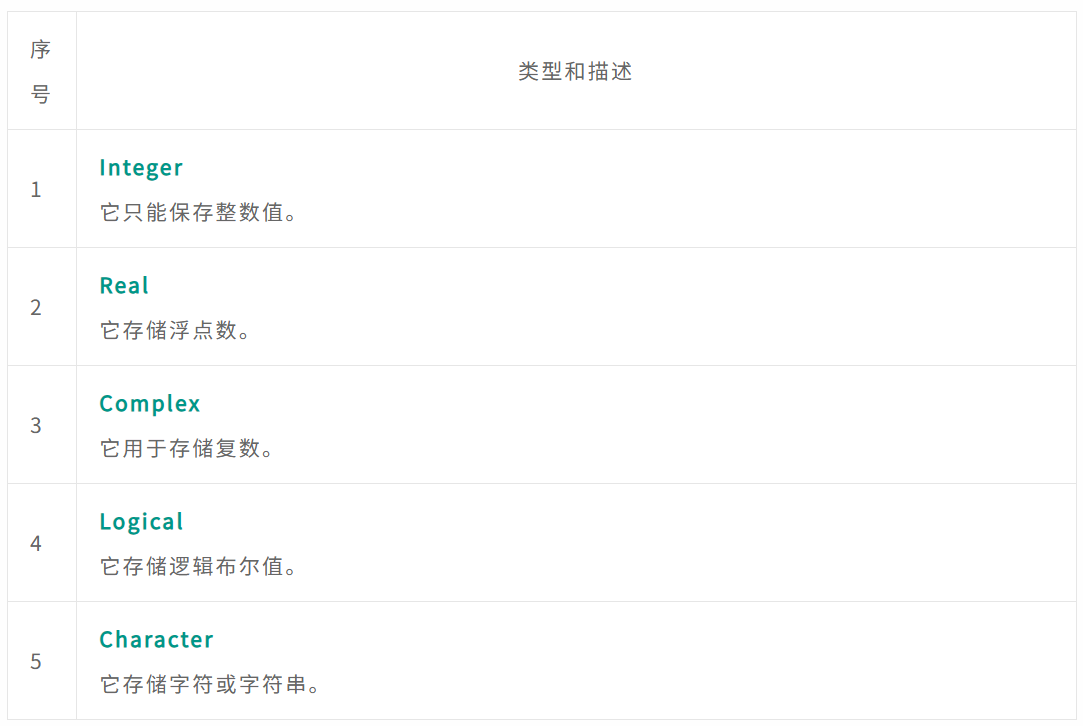 序
号
类型和描述
1
Integer
它只能保存整数值。
2
Real
它存储浮点数。
3
Complex
它用于存储复数。
4
Logical
它存储逻辑布尔值。
5
Character
它存储字符或字符串。